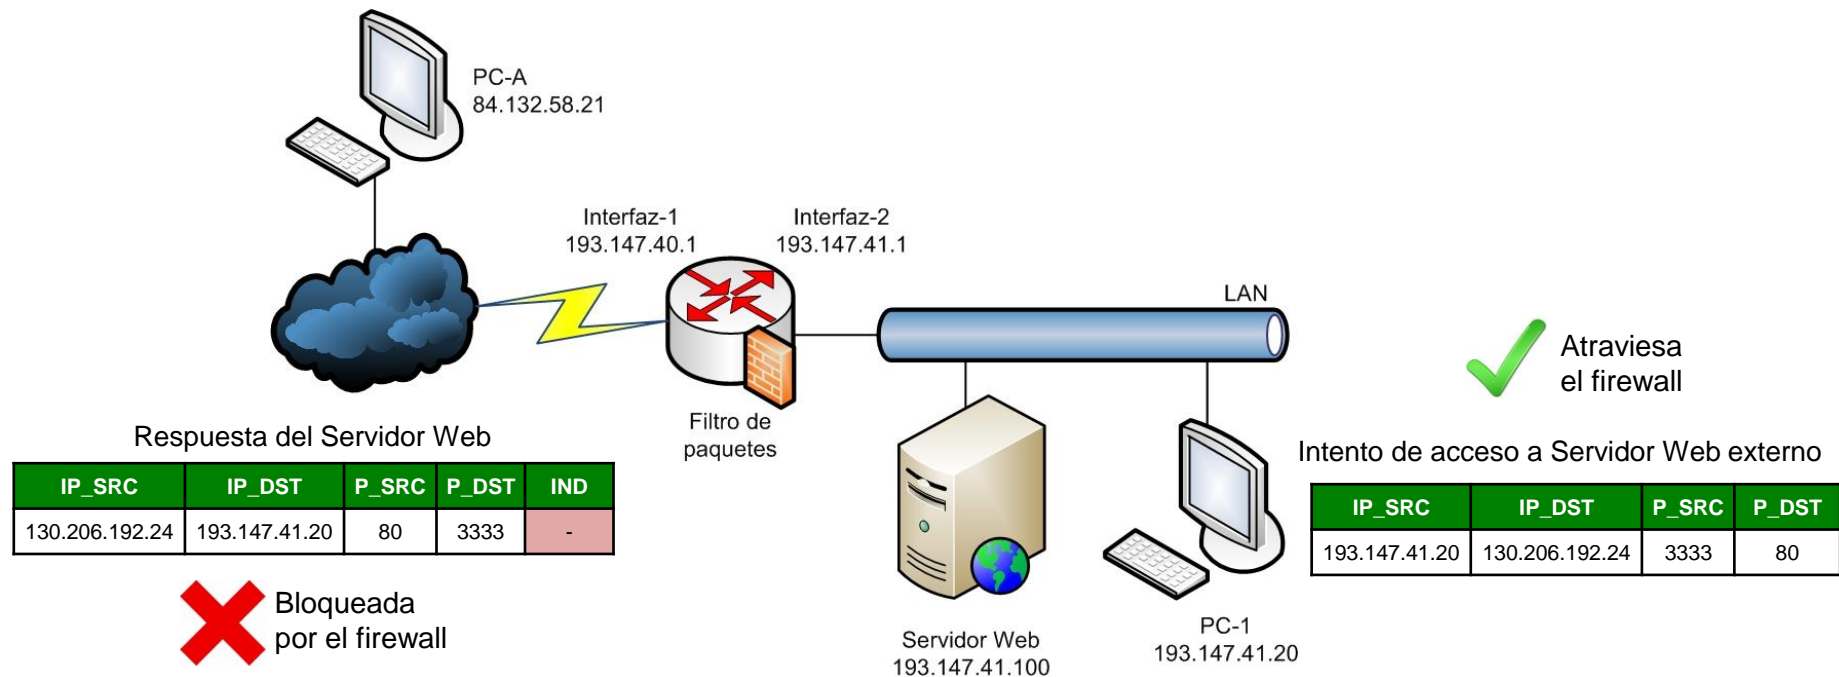 PC-A
84.132.58.21
Interfaz-1
193.147.40.1
Interfaz-2
193.147.41.1
LAN
Filtro de
paquetes
Atraviesa
el firewall
Respuesta del Servidor Web
IP_SRC IP_DST P_SRC P_DST IND
130.206.192.24 193.147.41.20 80 3333 -
Bloqueada
por el firewall
Intento de acceso a Servidor Web externo
IP_SRC IP_DST P_SRC P_DST
193.147.41.20 130.206.192.24 3333 80
Servidor Web
193.147.41.100
PC-1
193.147.41.20